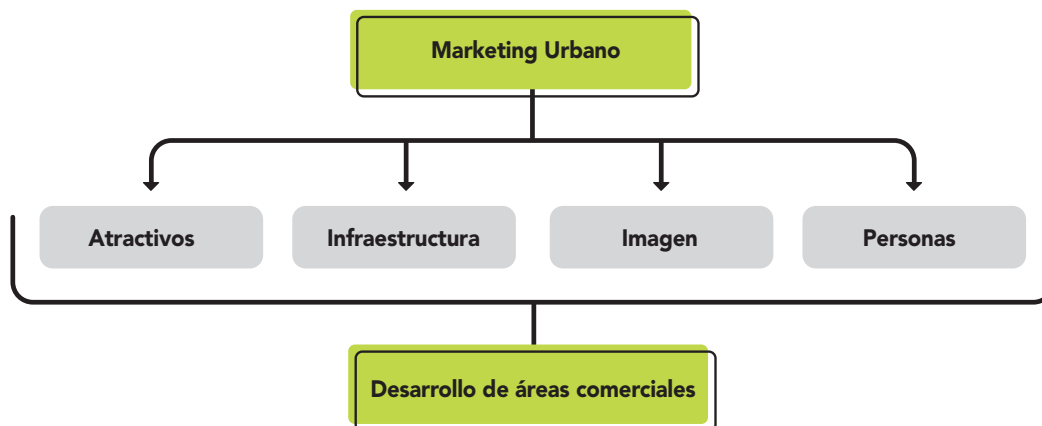 Marketing Urbano
Atractivos
Infraestructura
Imagen
Personas
Desarrollo de áreas comerciales